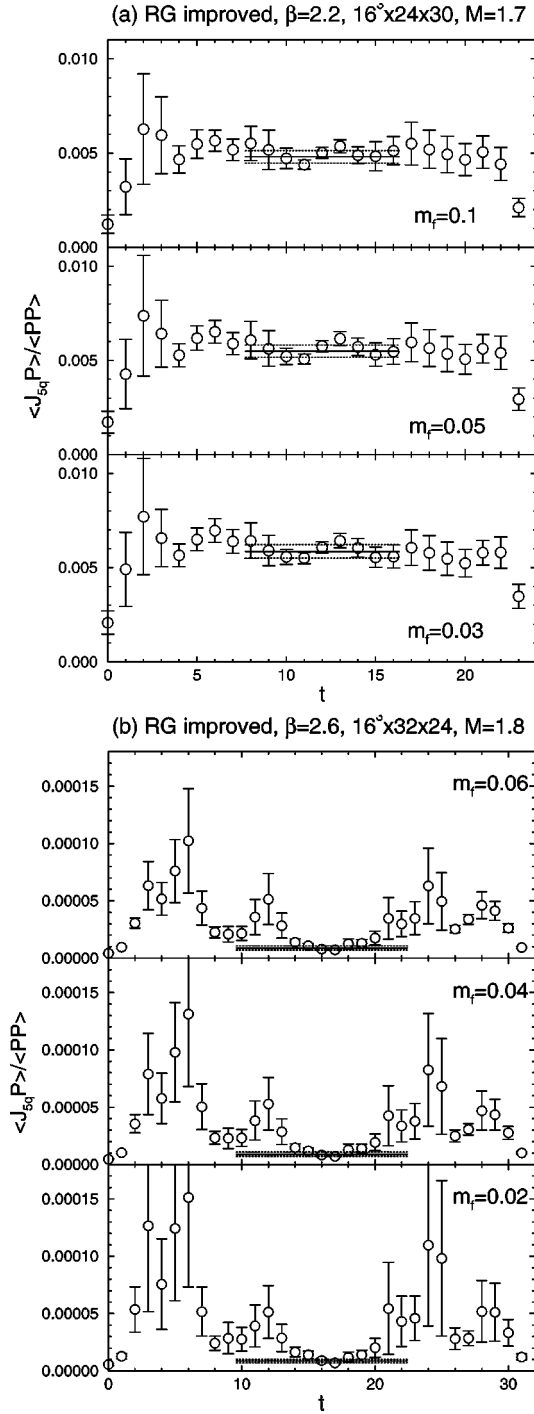 (a) RG improved, β=2.2, 16³x24x30, M=1.7
0.010
0.005
m_f=0.1
0.000
0.010
<J_5qP>/<PP>
0.005
m_f=0.05
0.000
0.010
0.005
m_f=0.03
0.000
0 5 10 15 20
t
(b) RG improved, β=2.6, 16³x32x24, M=1.8
m_f=0.06
0.00015
0.00010
0.00005
0.00000
m_f=0.04
0.00015
<J_5qP>/<PP>
0.00010
0.00005
0.00000
m_f=0.02
0.00015
0.00010
0.00005
0.00000
0 10 20 30
t